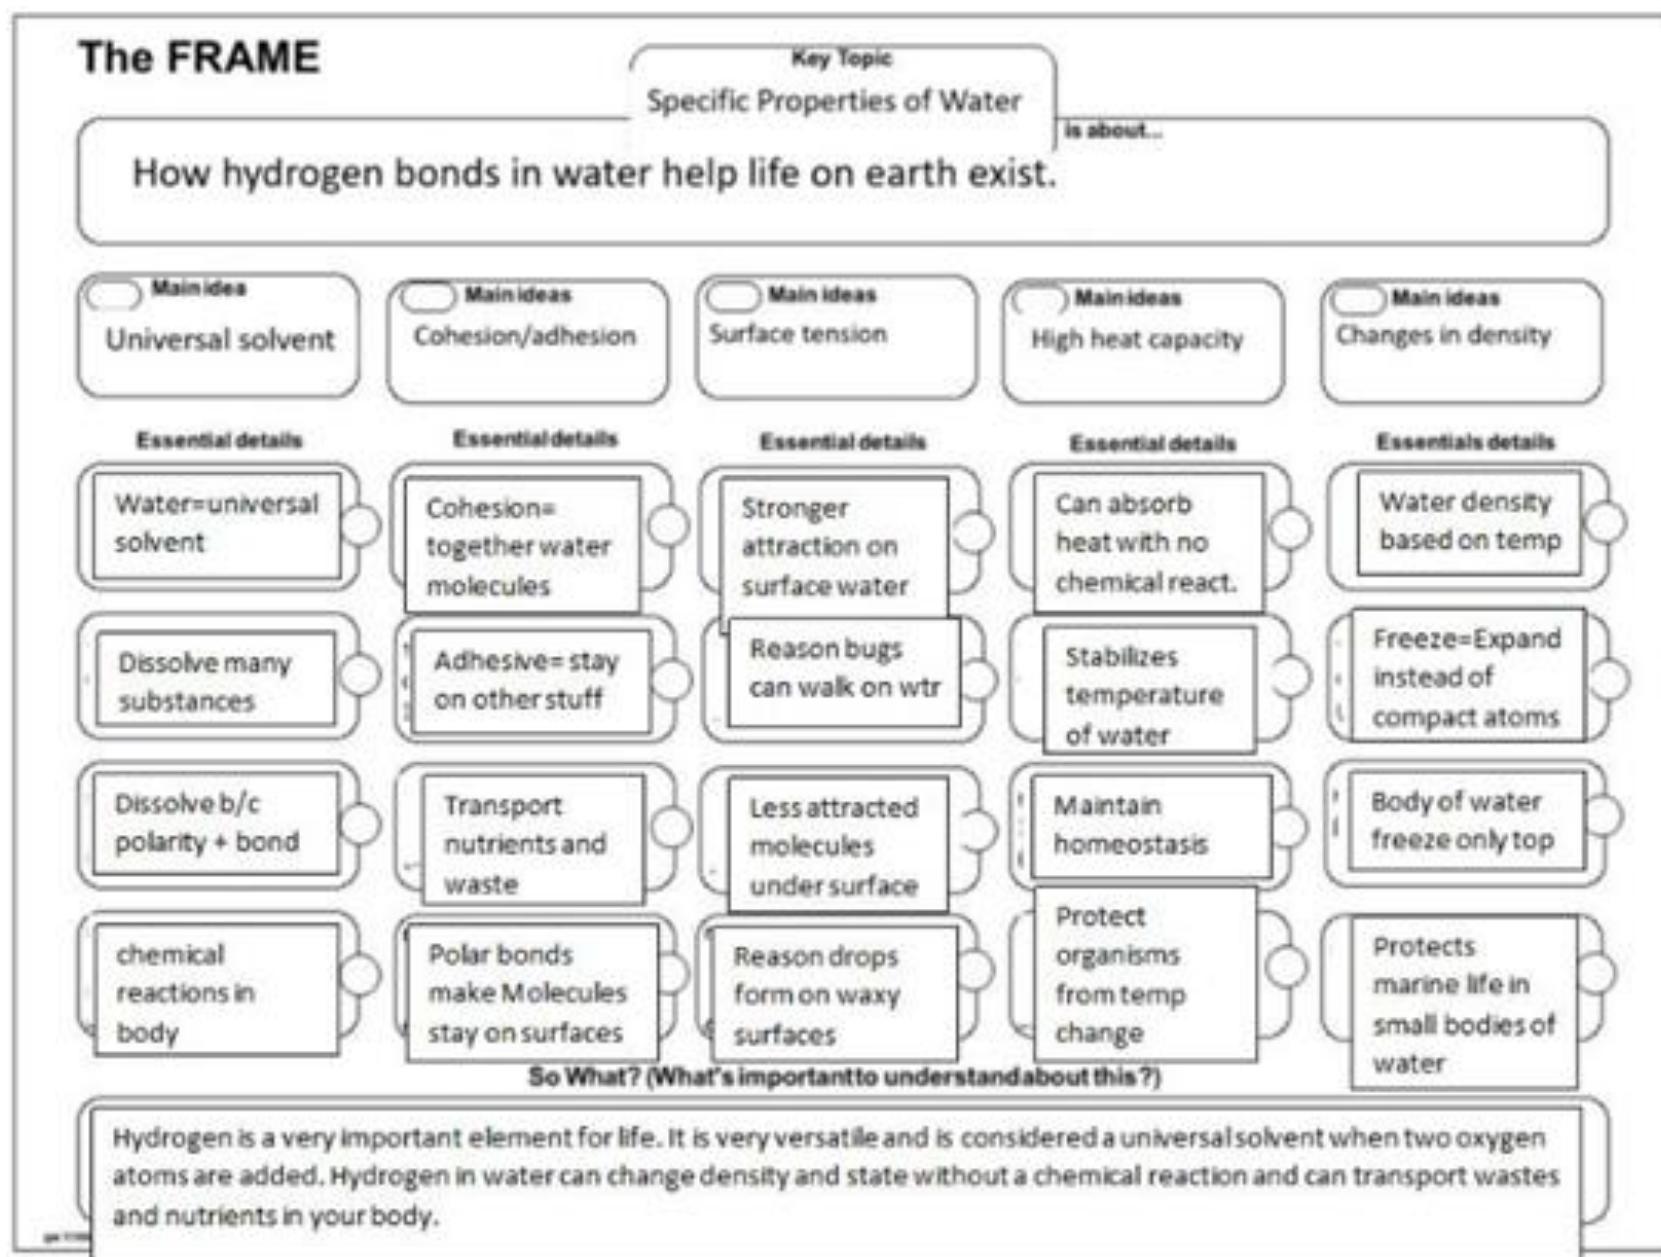 The FRAME
Key Topic
Specific Properties of Water
is about...
How hydrogen bonds in water help life on earth exist.
Main idea
Universal solvent
Main ideas
Cohesion/adhesion
Main ideas
Surface tension
Main ideas
High heat capacity
Main ideas
Changes in density
Essential details
Water=universal
solvent
Dissolve many
substances
Dissolve b/c
polarity + bond
chemical
reactions in
body
Essential details
Cohesion=
together water
molecules
Adhesive= stay
on other stuff
Transport
nutrients and
waste
Polar bonds
make Molecules
stay on surfaces
Essential details
Stronger
attraction on
surface water
Reason bugs
can walk on wtr
Less attracted
molecules
under surface
Reason drops
form on waxy
surfaces
Essential details
Can absorb
heat with no
chemical react.
Stabilizes
temperature
of water
Maintain
homeostasis
Protect
organisms
from temp
change
Essentials details
Water density
based on temp
Freeze=Expand
instead of
compact atoms
Body of water
freeze only top
Protects
marine life in
small bodies of
water
So What? (What's important to understand about this?)
Hydrogen is a very important element for life. It is very versatile and is considered a universal solvent when two oxygen
atoms are added. Hydrogen in water can change density and state without a chemical reaction and can transport wastes
and nutrients in your body.